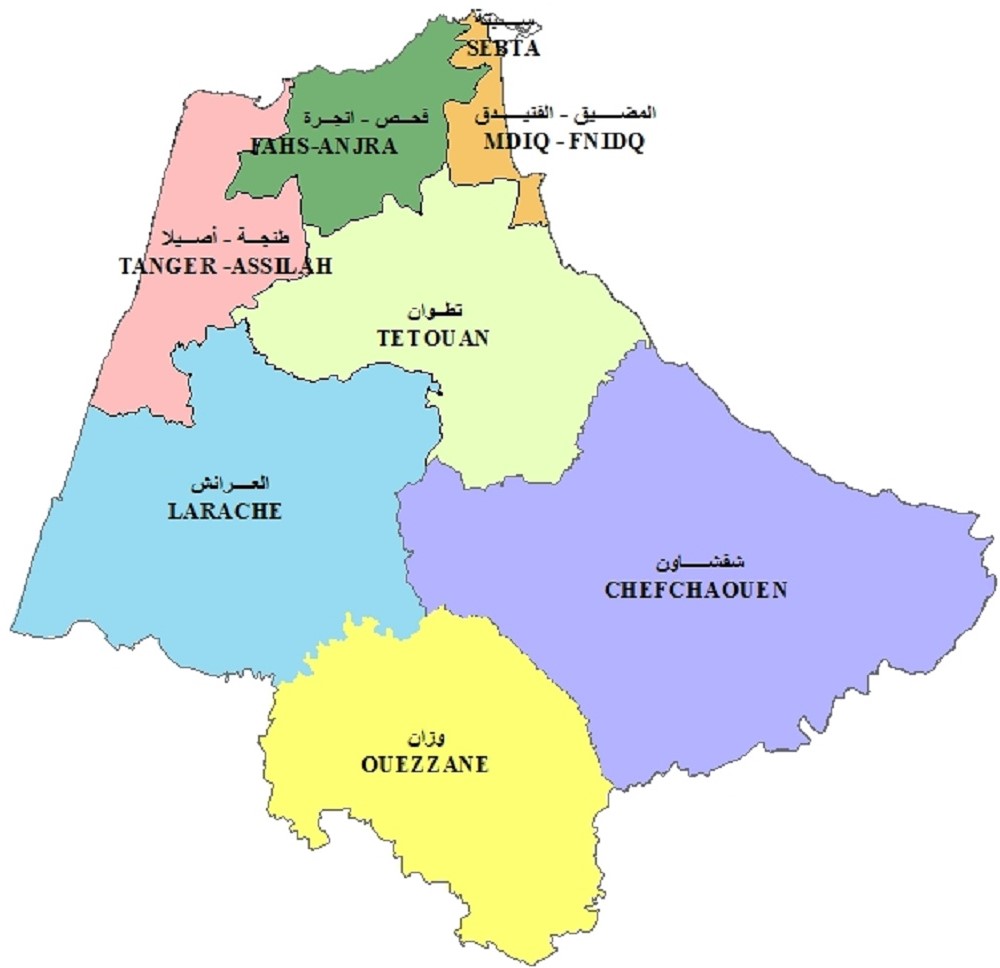 سبتة
SEBTA
المضيق - الفنيدق
MDIQ - FNIDQ
فحص - انجرة
FAHS-ANJRA
طنجة - أصيلا
TANGER -ASSILAH
تطوان
TETOUAN
العرائش
LARACHE
شفشاون
CHEFCHAOUEN
وزان
OUEZZANE